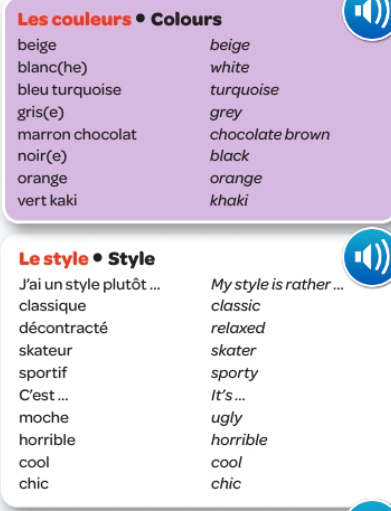 Les couleurs • Colours
beige beige
blanc(he) white
bleu turquoise turquoise
gris(e) grey
marron chocolat chocolate brown
noir(e) black
orange orange
vert kaki khaki
Le style • Style
J'ai un style plutôt ... My style is rather ...
classique classic
décontracté relaxed
skateur skater
sportif sporty
C'est ... It's ...
moche ugly
horrible horrible
cool cool
chic chic